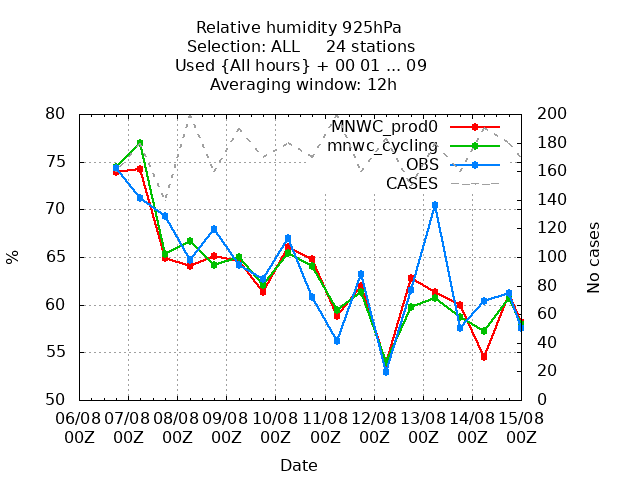 Relative humidity 925hPa
Selection: ALL 24 stations
Used {All hours} + 00 01 ... 09
Averaging window: 12h
MNWC_prod0
mnwc_cycling
OBS
CASES
80
75
70
65
60
55
50
%
200
180
160
140
120
100
80
60
40
20
0
No cases
06/08 07/08 08/08 09/08 10/08 11/08 12/08 13/08 14/08 15/08
00Z 00Z 00Z 00Z 00Z 00Z 00Z 00Z 00Z 00Z
Date